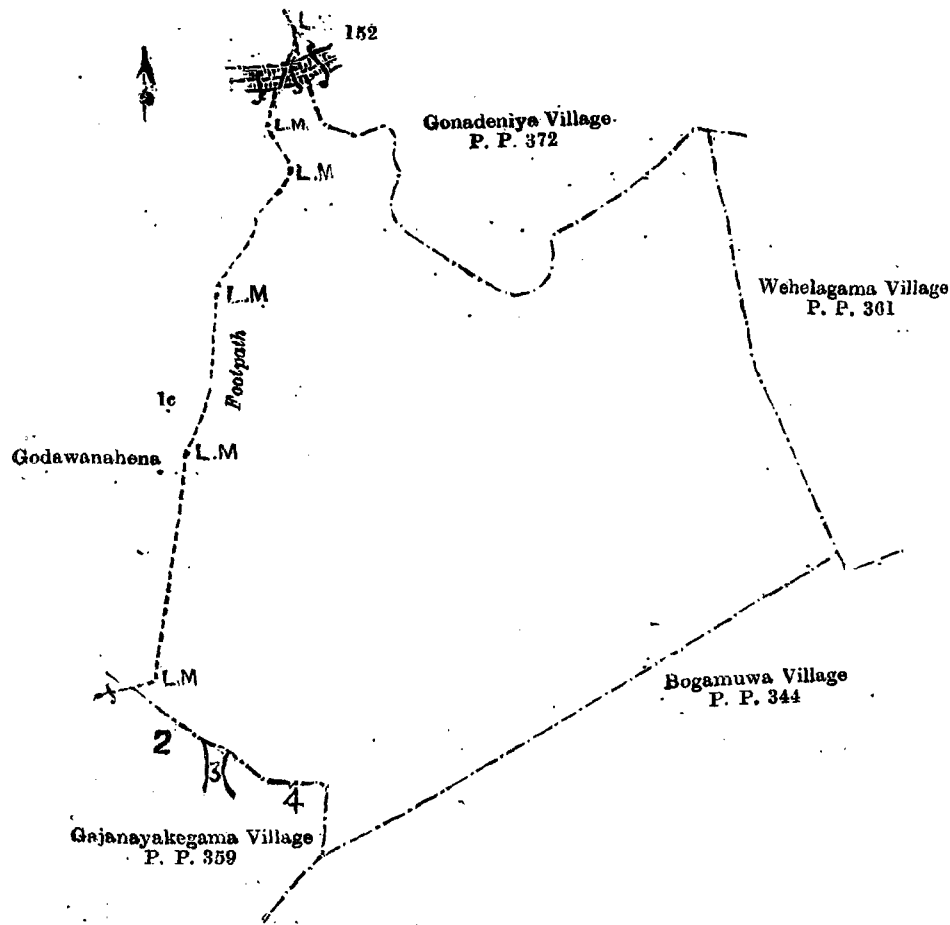 L.
152
L.M.
Gonadeniya Village
P. P. 372
L.M
Wehelagama Village
P. P. 361
L.M
Footpath
1c
L.M
Godawanahena
L.M
Bogamuwa Village
P. P. 344
2
3
4
Gajanayakegama Village
P. P. 359